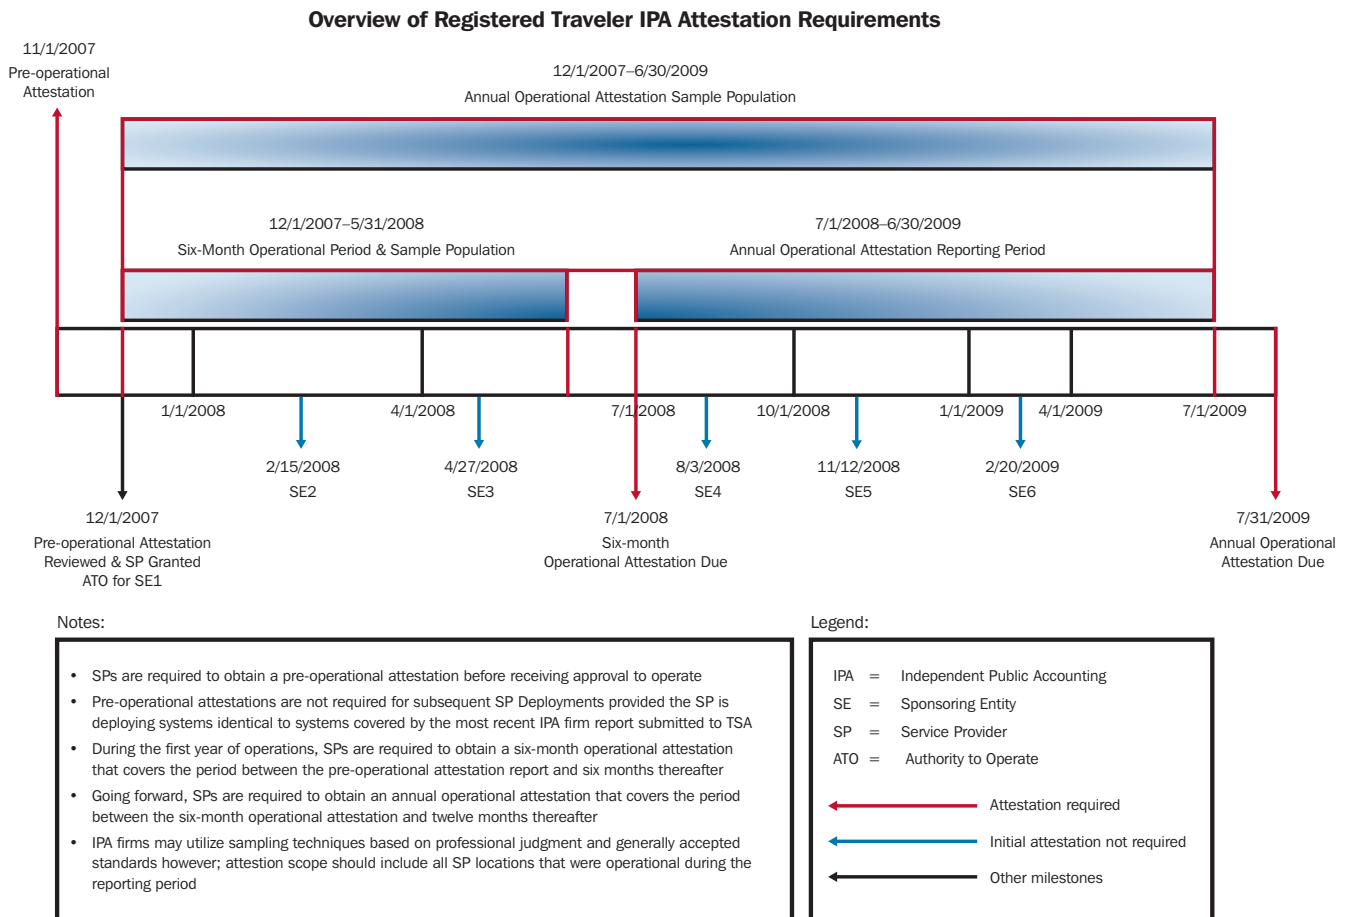 Overview of Registered Traveler IPA Attestation Requirements
11/1/2007
Pre-operational
Attestation
12/1/2007–6/30/2009
Annual Operational Attestation Sample Population
12/1/2007–5/31/2008
Six-Month Operational Period & Sample Population
7/1/2008–6/30/2009
Annual Operational Attestation Reporting Period
1/1/2008
4/1/2008
7/1/2008
10/1/2008
1/1/2009
4/1/2009
7/1/2009
2/15/2008
SE2
4/27/2008
SE3
8/3/2008
SE4
11/12/2008
SE5
2/20/2009
SE6
12/1/2007
Pre-operational Attestation
Reviewed & SP Granted
ATO for SE1
7/1/2008
Six-month
Operational Attestation Due
7/31/2009
Annual Operational
Attestation Due
Notes:
• SPs are required to obtain a pre-operational attestation before receiving approval to operate
• Pre-operational attestations are not required for subsequent SP Deployments provided the SP is
deploying systems identical to systems covered by the most recent IPA firm report submitted to TSA
• During the first year of operations, SPs are required to obtain a six-month operational attestation
that covers the period between the pre-operational attestation report and six months thereafter
• Going forward, SPs are required to obtain an annual operational attestation that covers the period
between the six-month operational attestation and twelve months thereafter
• IPA firms may utilize sampling techniques based on professional judgment and generally accepted
standards however; attestion scope should include all SP locations that were operational during the
reporting period
Legend:
IPA = Independent Public Accounting
SE = Sponsoring Entity
SP = Service Provider
ATO = Authority to Operate
Attestation required
Initial attestation not required
Other milestones